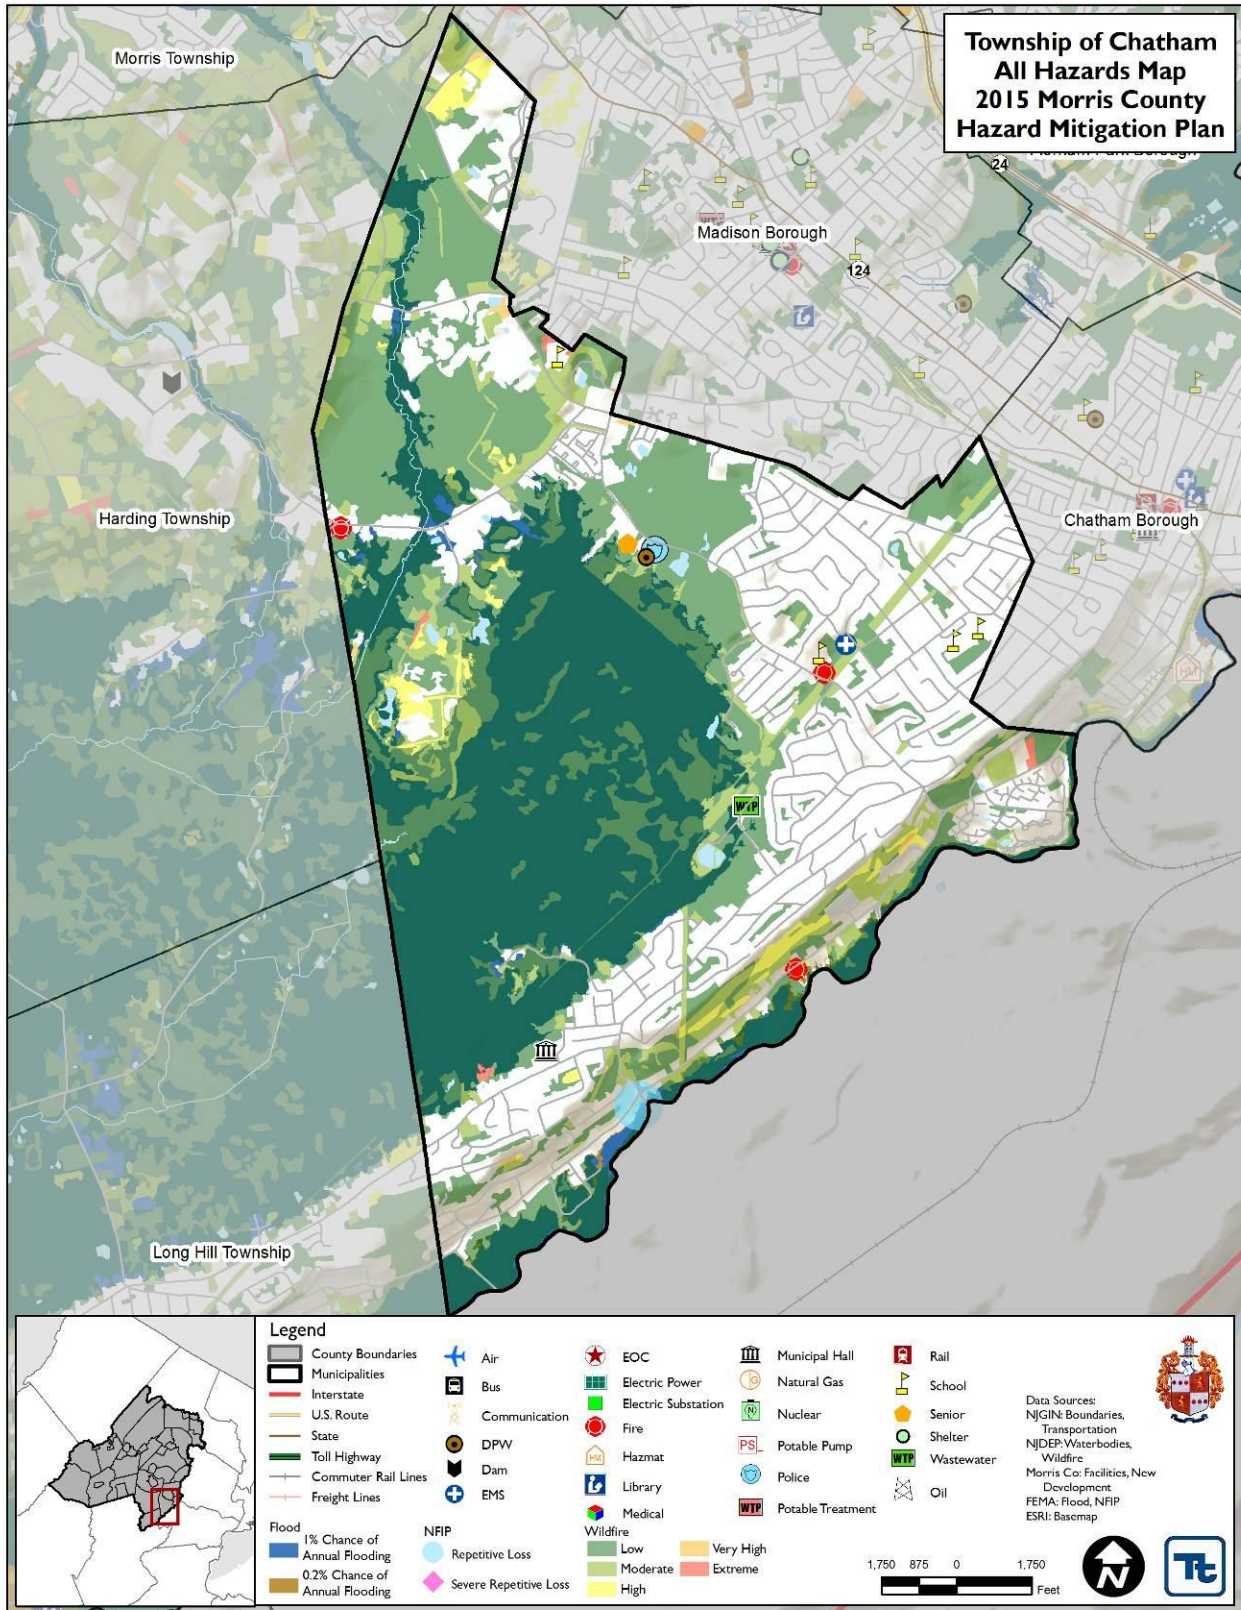 Township of Chatham
All Hazards Map
2015 Morris County
Hazard Mitigation Plan
Morris Township
24
Madison Borough
124
Harding Township
Chatham Borough
HM
WTP
Long Hill Township
Legend
County Boundaries
Municipalities
Interstate
U.S. Route
State
Toll Highway
Commuter Rail Lines
Freight Lines
Air
Bus
Communication
DPW
Dam
EMS
EOC
Electric Power
Electric Substation
Fire
HM Hazmat
Library
Medical
Municipal Hall
G Natural Gas
N Nuclear
PS Potable Pump
Police
WTP Potable Treatment
Rail
School
Senior
Shelter
WTP Wastewater
Oil
Data Sources:
NJGIN: Boundaries,
Transportation
NJDEP: Waterbodies,
Wildfire
Morris Co: Facilities, New
Development
FEMA: Flood, NFIP
ESRI: Basemap
Flood
1% Chance of
Annual Flooding
0.2% Chance of
Annual Flooding
NFIP
Repetitive Loss
Severe Repetitive Loss
Wildfire
Low
Moderate
High
Very High
Extreme
1,750 875 0 1,750
Feet
N
Tt